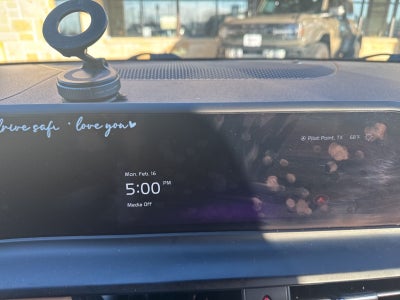 drive safe • love you♥
Pilot Point, TX 68°
Mon, Feb, 16
5:00 PM
Media Off